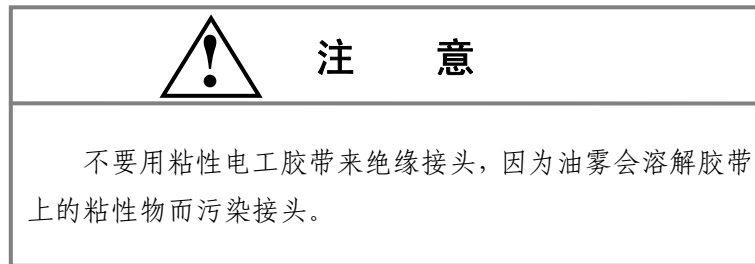 注 意
不要用粘性电工胶带来绝缘接头,因为油雾会溶解胶带
上的粘性物而污染接头。